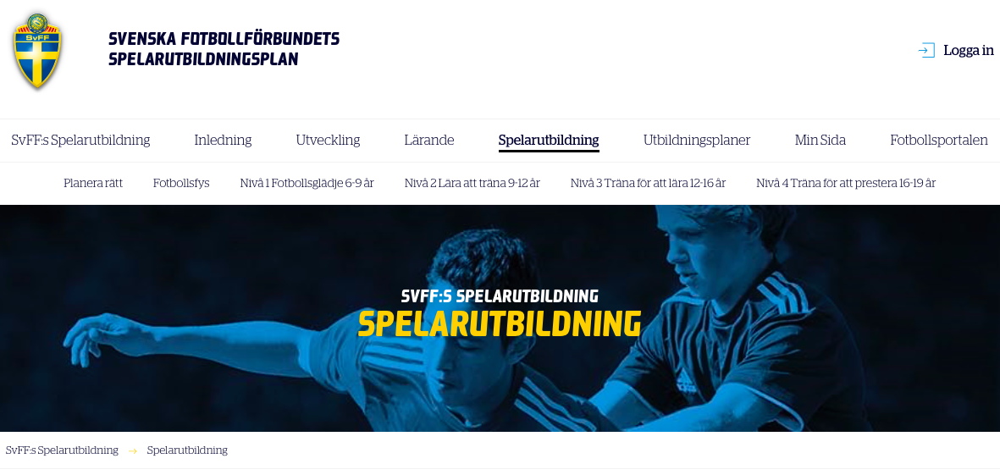 SvFF
SVENSKA FOTBOLLFÖRBUNDETS
SPELARUTBILDNINGSPLAN
Logga in
SvFF:s Spelarutbildning Inledning Utveckling Lärande Spelarutbildning Utbildningsplaner Min Sida Fotbollsportalen
Planera rätt Fotbollsfys Nivå 1 Fotbollsglädje 6-9 år Nivå 2 Lära att träna 9-12 år Nivå 3 Träna för att lära 12-16 år Nivå 4 Träna för att prestera 16-19 år
SVFF:S SPELARUTBILDNING
SPELARUTBILDNING
SvFF:s Spelarutbildning → Spelarutbildning